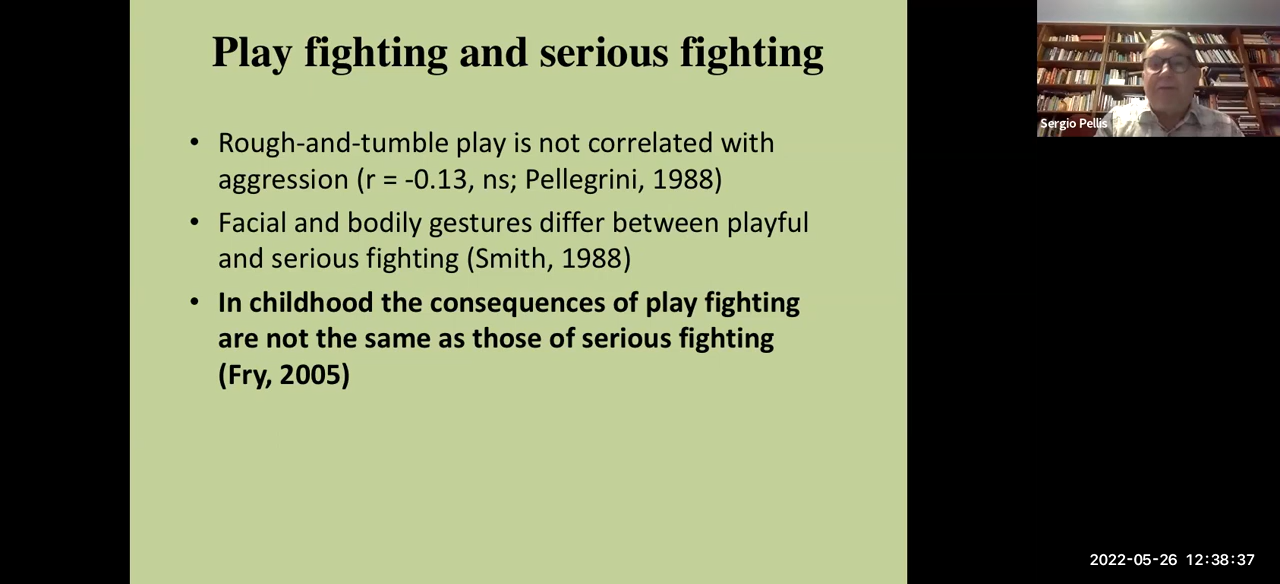 Play fighting and serious fighting
• Rough-and-tumble play is not correlated with
aggression (r = -0.13, ns; Pellegrini, 1988)
• Facial and bodily gestures differ between playful
and serious fighting (Smith, 1988)
• In childhood the consequences of play fighting
are not the same as those of serious fighting
(Fry, 2005)
Sergio Pellis
2022-05-26 12:38:37